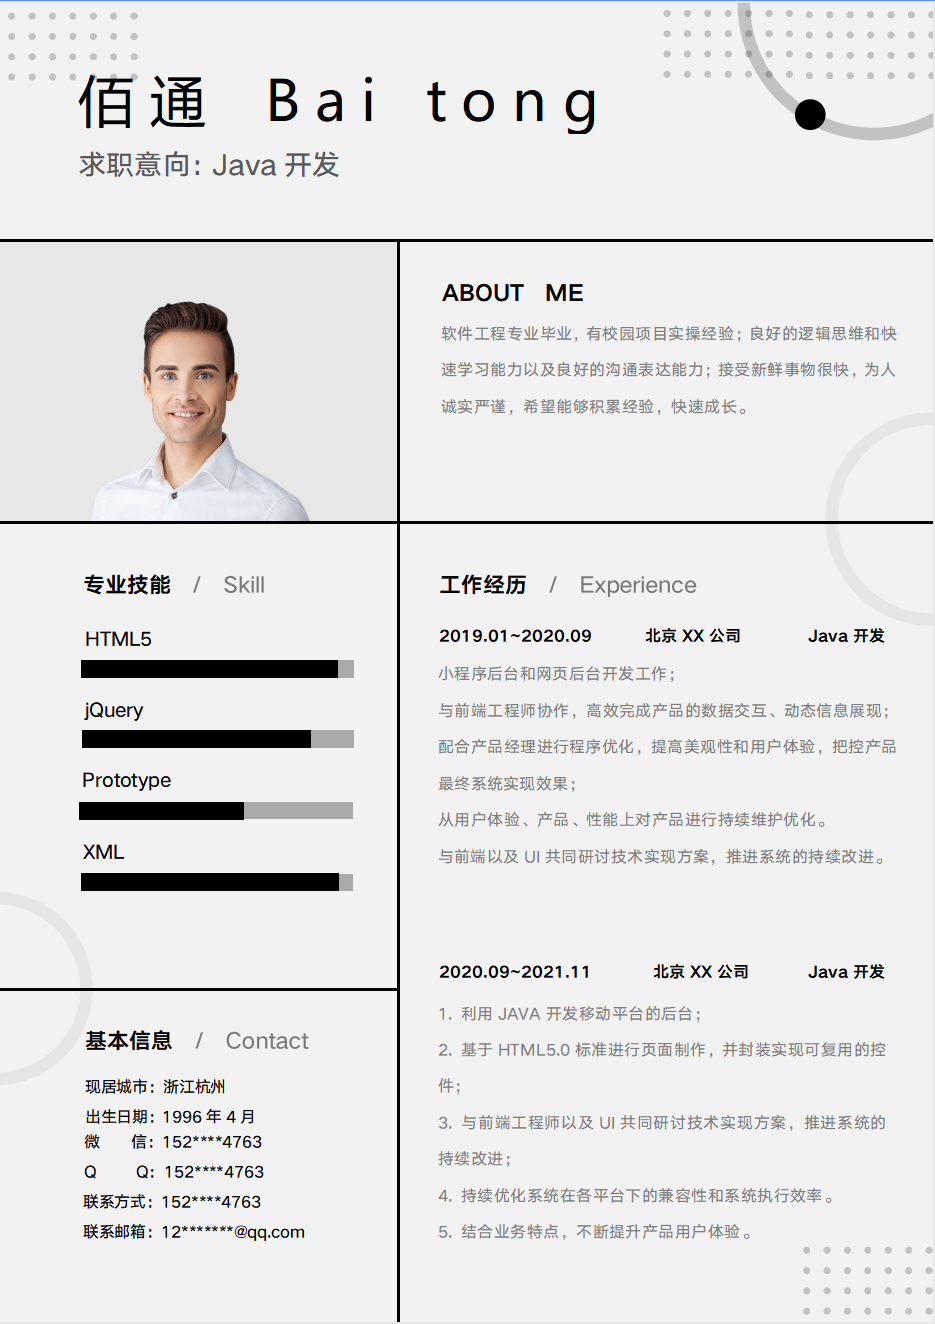 佰通 Bai tong
求职意向: Java 开发
ABOUT ME
软件工程专业毕业，有校园项目实操经验；良好的逻辑思维和快
速学习能力以及良好的沟通表达能力；接受新鲜事物很快，为人
诚实严谨，希望能够积累经验，快速成长。
专业技能 / Skill
HTML5
jQuery
Prototype
XML
基本信息 / Contact
现居城市：浙江杭州
出生日期：1996 年 4 月
微 信：152****4763
Q Q：152****4763
联系方式：152****4763
联系邮箱：12*******@qq.com
工作经历 / Experience
2019.01~2020.09 北京 XX 公司 Java 开发
小程序后台和网页后台开发工作；
与前端工程师协作，高效完成产品的数据交互、动态信息展现；
配合产品经理进行程序优化，提高美观性和用户体验，把控产品
最终系统实现效果；
从用户体验、产品、性能上对产品进行持续维护优化。
与前端以及 UI 共同研讨技术实现方案，推进系统的持续改进。
2020.09~2021.11 北京 XX 公司 Java 开发
1. 利用 JAVA 开发移动平台的后台；
2. 基于 HTML5.0 标准进行页面制作，并封装实现可复用的控
件；
3. 与前端工程师以及 UI 共同研讨技术实现方案，推进系统的
持续改进；
4. 持续优化系统在各平台下的兼容性和系统执行效率。
5. 结合业务特点，不断提升产品用户体验。